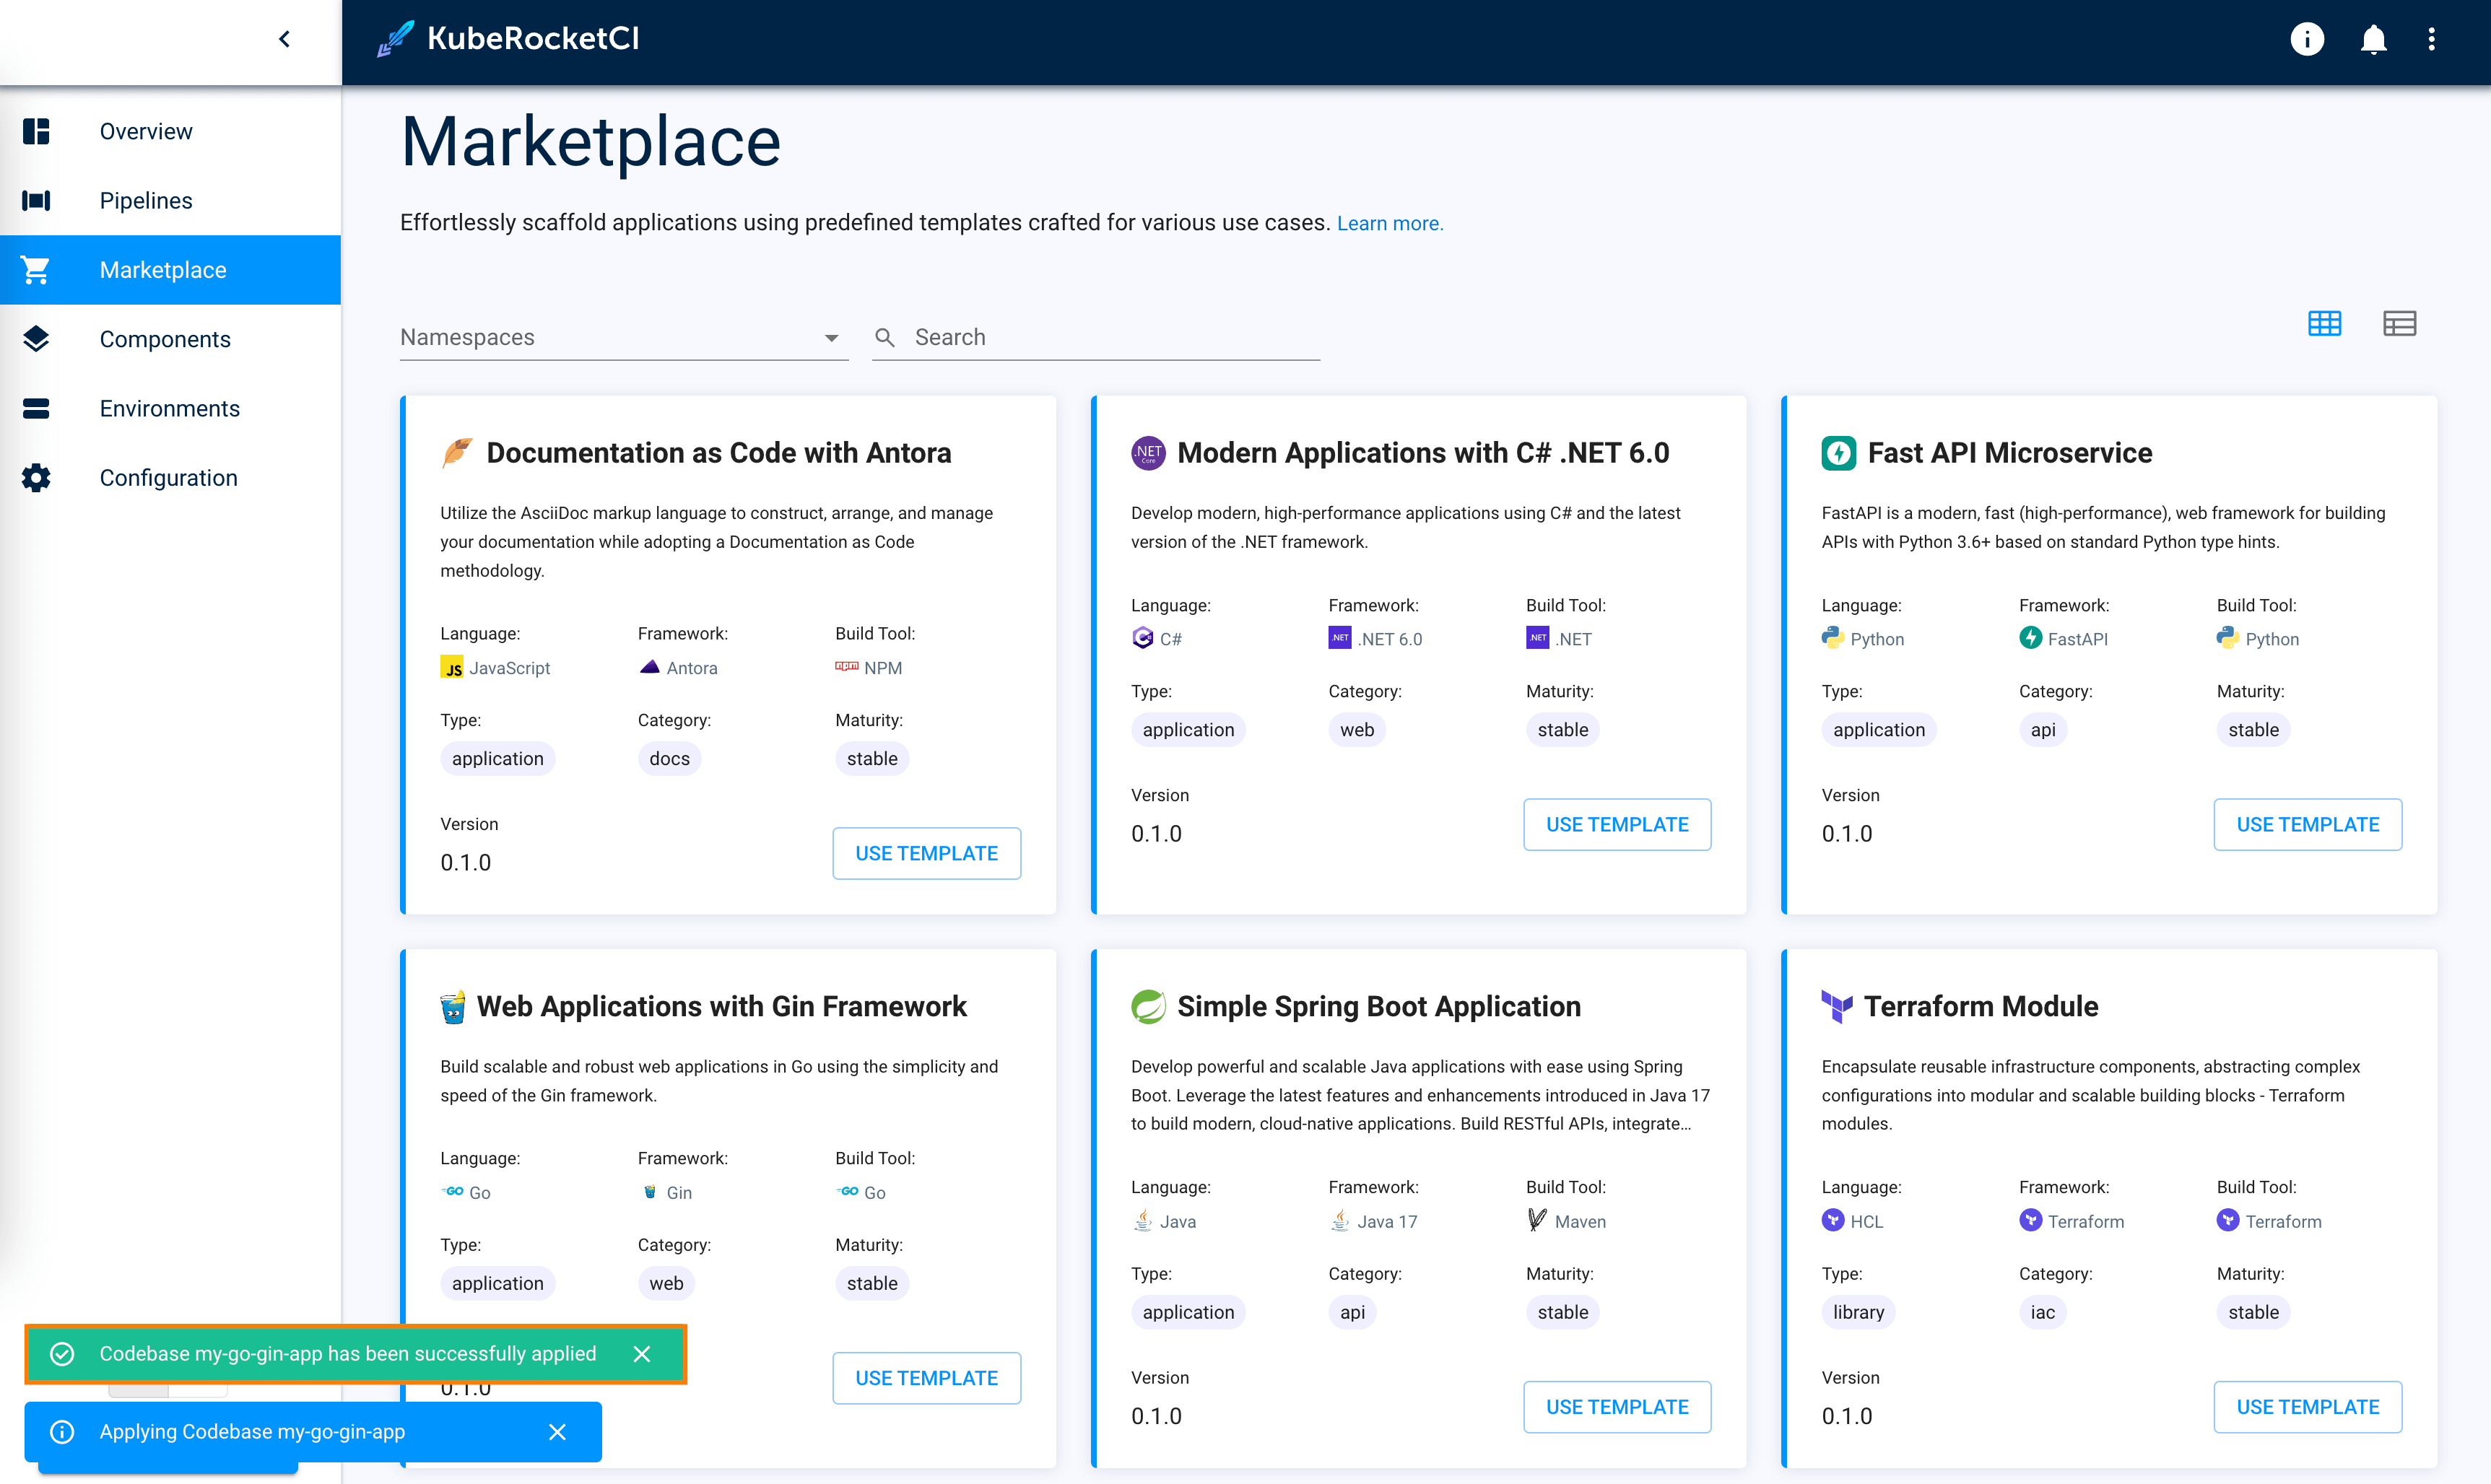 KubeRocketCI
Overview
Pipelines
Marketplace
Components
Environments
Configuration
Marketplace
Effortlessly scaffold applications using predefined templates crafted for various use cases. Learn more.
Namespaces
Search
Documentation as Code with Antora
Utilize the AsciiDoc markup language to construct, arrange, and manage
your documentation while adopting a Documentation as Code
methodology.
Language: Framework: Build Tool:
JS JavaScript Antora npm NPM
Type: Category: Maturity:
application docs stable
Version
0.1.0
USE TEMPLATE
.NET Core Modern Applications with C# .NET 6.0
Develop modern, high-performance applications using C# and the latest
version of the .NET framework.
Language: Framework: Build Tool:
C# .NET .NET 6.0 .NET .NET
Type: Category: Maturity:
application web stable
Version
0.1.0
USE TEMPLATE
Fast API Microservice
FastAPI is a modern, fast (high-performance), web framework for building
APIs with Python 3.6+ based on standard Python type hints.
Language: Framework: Build Tool:
Python FastAPI Python
Type: Category: Maturity:
application api stable
Version
0.1.0
USE TEMPLATE
Web Applications with Gin Framework
Build scalable and robust web applications in Go using the simplicity and
speed of the Gin framework.
Language: Framework: Build Tool:
GO Go Gin GO Go
Type: Category: Maturity:
application web stable
0.1.0
USE TEMPLATE
Simple Spring Boot Application
Develop powerful and scalable Java applications with ease using Spring
Boot. Leverage the latest features and enhancements introduced in Java 17
to build modern, cloud-native applications. Build RESTful APIs, integrate...
Language: Framework: Build Tool:
Java Java 17 Maven
Type: Category: Maturity:
application api stable
Version
0.1.0
USE TEMPLATE
Terraform Module
Encapsulate reusable infrastructure components, abstracting complex
configurations into modular and scalable building blocks - Terraform
modules.
Language: Framework: Build Tool:
HCL Terraform Terraform
Type: Category: Maturity:
library iac stable
Version
0.1.0
USE TEMPLATE
Codebase my-go-gin-app has been successfully applied
Applying Codebase my-go-gin-app